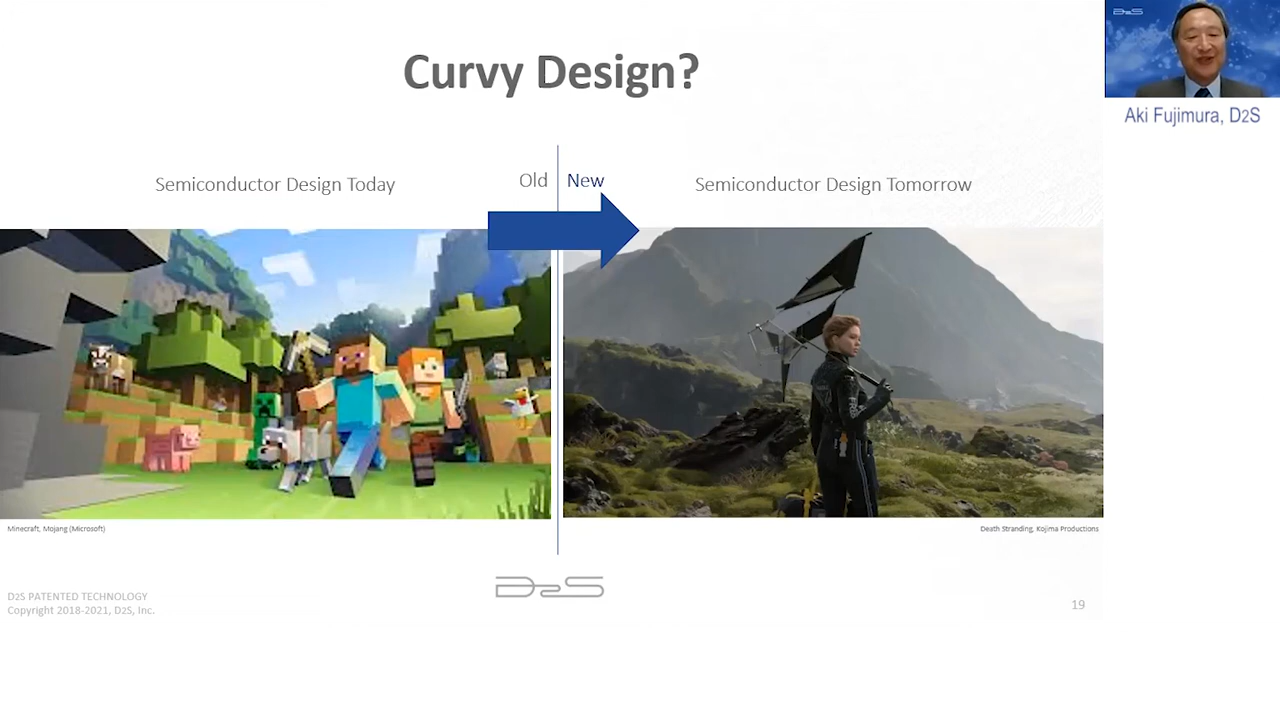 D2S
Aki Fujimura, D2S
Curvy Design?
Semiconductor Design Today
Old
New
Semiconductor Design Tomorrow
Minecraft, Mojang (Microsoft)
Death Stranding, Kojima Productions
D2S PATENTED TECHNOLOGY
Copyright 2018-2021, D2S, Inc.
D2S
19